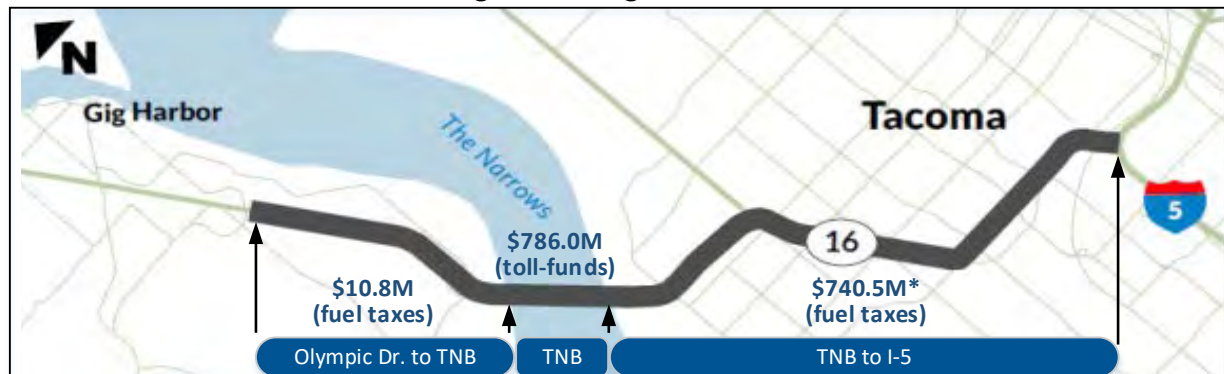 N
Gig Harbor
Tacoma
The Narrows
5
$786.0M
(toll-funds)
16
$10.8M
(fuel taxes)
$740.5M*
(fuel taxes)
Olympic Dr. to TNB
TNB
TNB to I-5